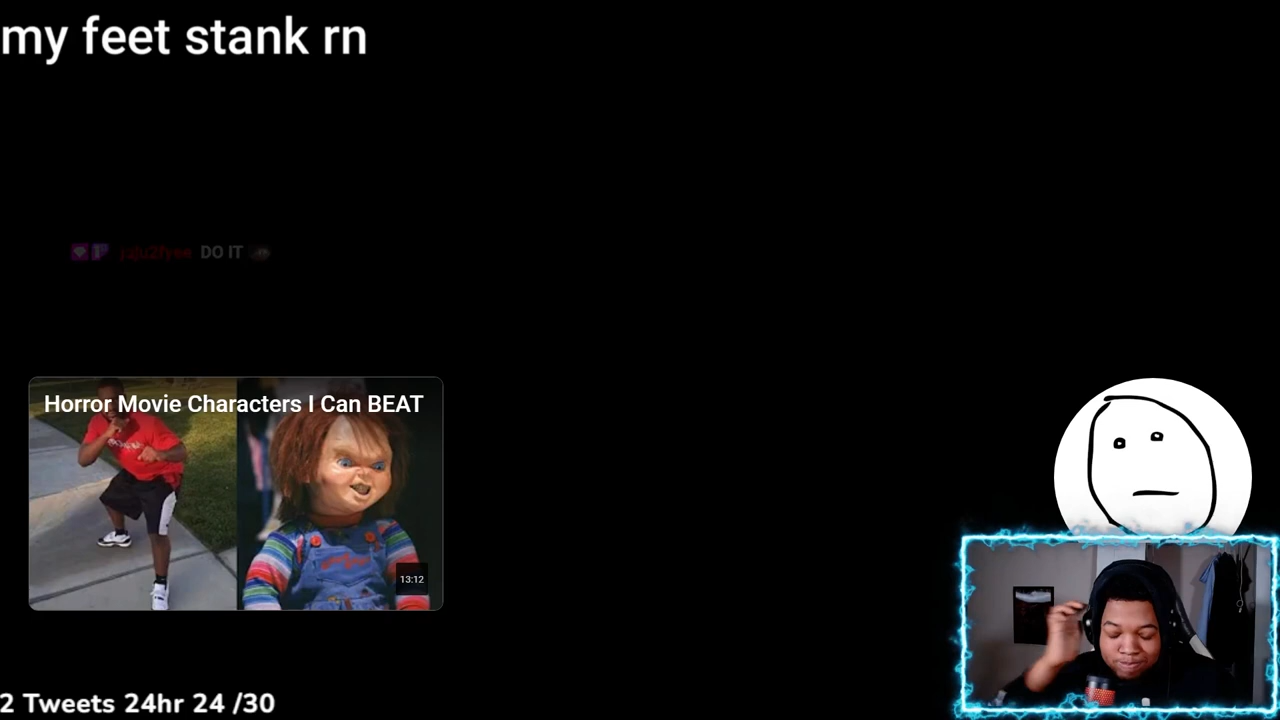 my feet stank rn
DO IT
Horror Movie Characters I Can BEAT
13:12
2 Tweets 24hr 24 /30